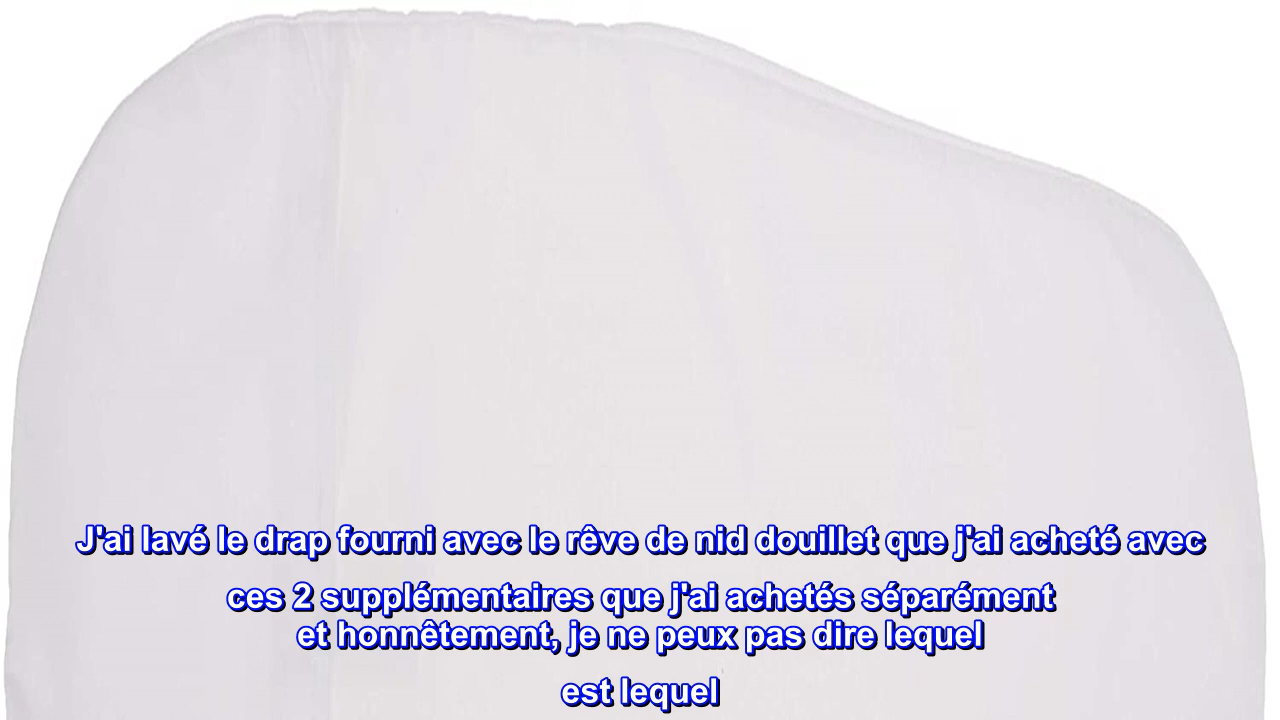 J'ai lavé le drap fourni avec le rêve de nid douillet que j'ai acheté avec
ces 2 supplémentaires que j'ai achetés séparément
et honnêtement, je ne peux pas dire lequel
est lequel